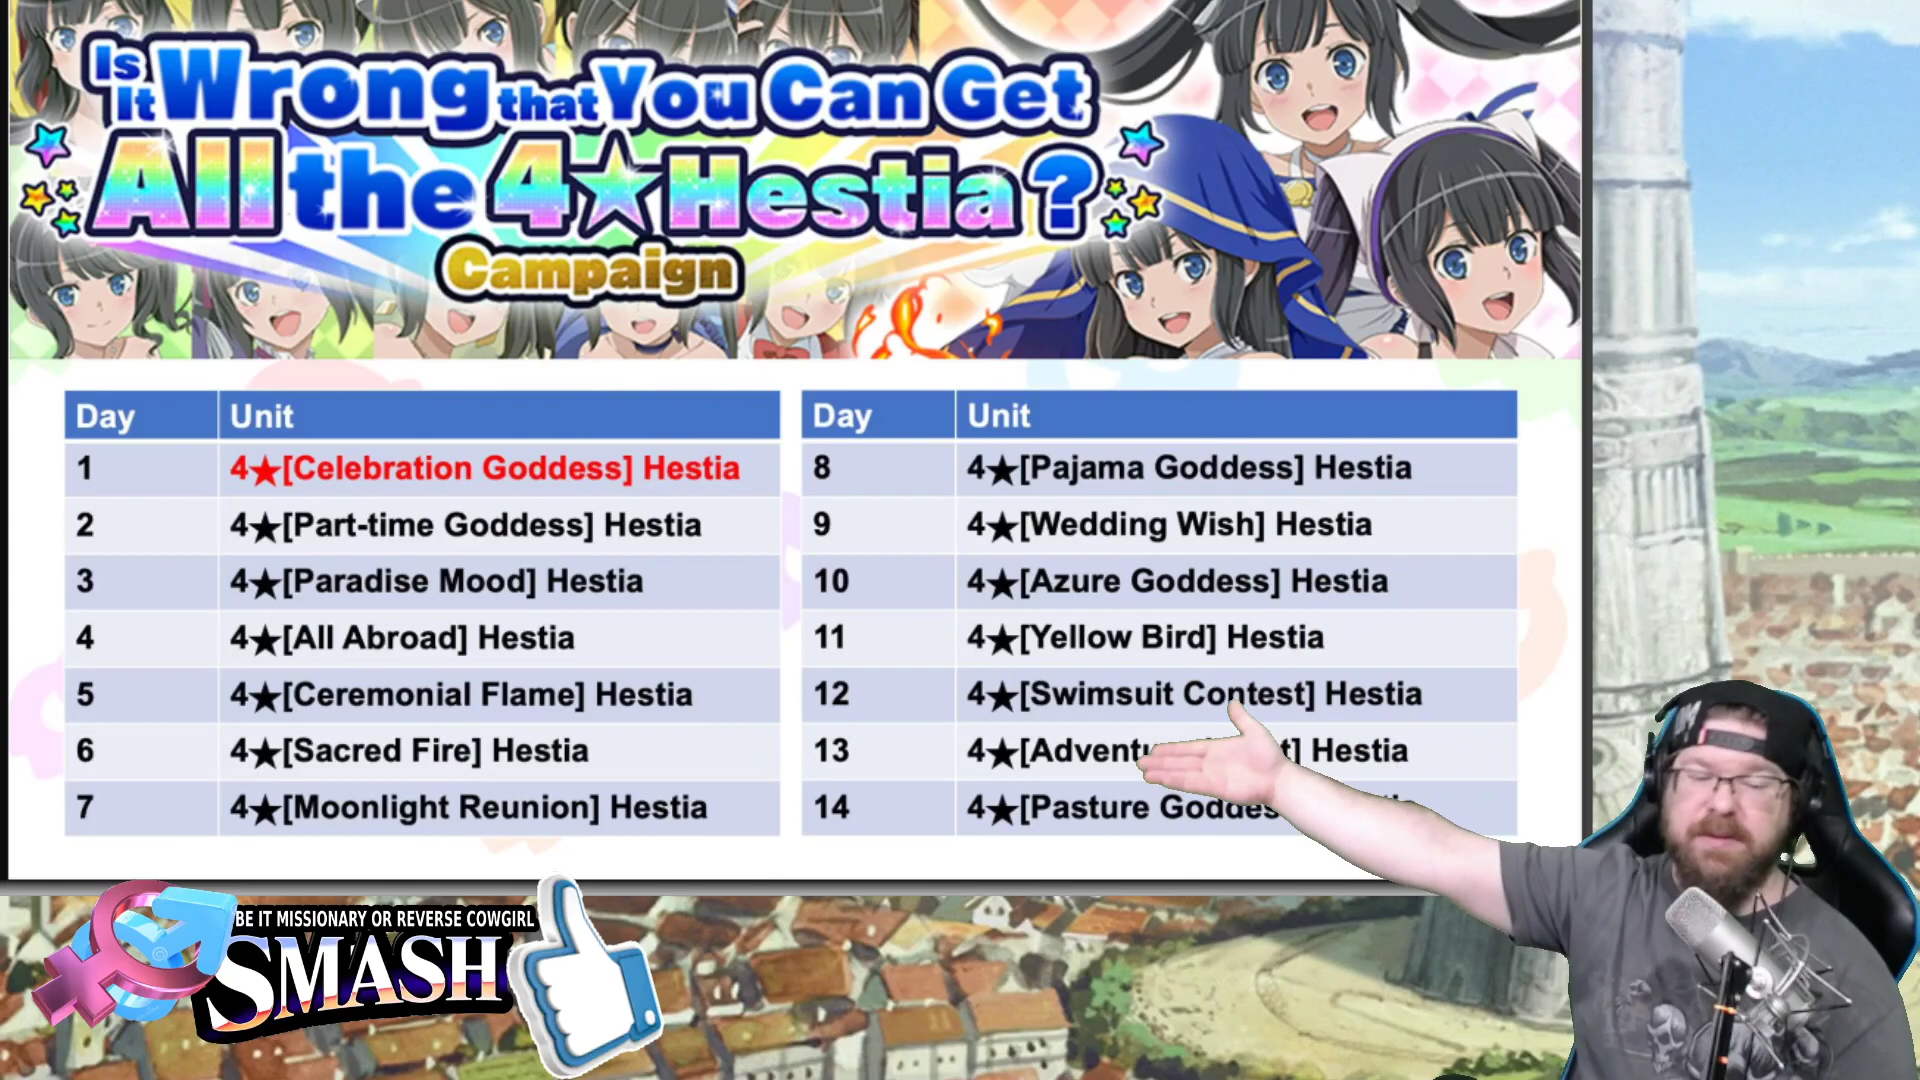 Is It Wrong that You Can Get
All the 4★Hestia?
Campaign
Day Unit
1 4★[Celebration Goddess] Hestia
2 4★[Part-time Goddess] Hestia
3 4★[Paradise Mood] Hestia
4 4★[All Abroad] Hestia
5 4★[Ceremonial Flame] Hestia
6 4★[Sacred Fire] Hestia
7 4★[Moonlight Reunion] Hestia
Day Unit
8 4★[Pajama Goddess] Hestia
9 4★[Wedding Wish] Hestia
10 4★[Azure Goddess] Hestia
11 4★[Yellow Bird] Hestia
12 4★[Swimsuit Contest] Hestia
13 4★ Hestia
14 4★[Pasture
BE IT MISSIONARY OR REVERSE COWGIRL
SMASH